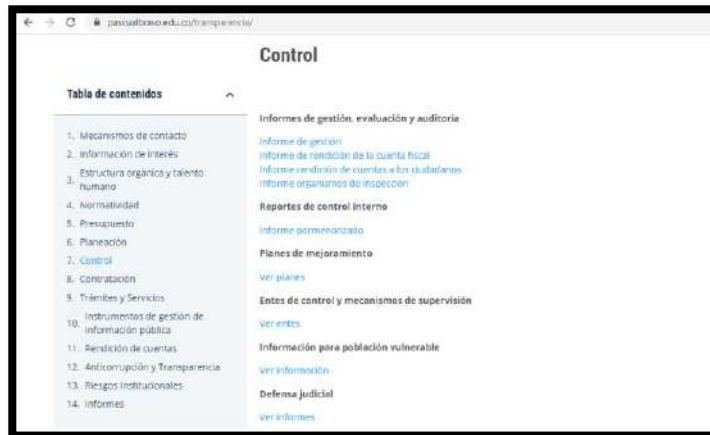 pascualbravo.edu.co/transparencia/
Control
Tabla de contenidos
1. Mecanismos de contacto
2. Información de interés
3. Estructura orgánica y talento
humano
4. Normatividad
5. Presupuesto
6. Planeación
7. Control
8. Contratación
9. Trámites y Servicios
10. Instrumentos de gestión de
información pública
11. Rendición de cuentas
12. Anticorrupción y Transparencia
13. Riesgos Institucionales
14. Informes
Informes de gestión, evaluación y auditoría
Informe de gestión
Informe de rendición de la cuenta fiscal
Informe rendición de cuentas a los ciudadanos
Informe organismos de inspección
Reportes de control interno
Informe pormenorizado
Planes de mejoramiento
Ver planes
Entes de control y mecanismos de supervisión
Ver entes
Información para población vulnerable
Ver información
Defensa judicial
Ver informes